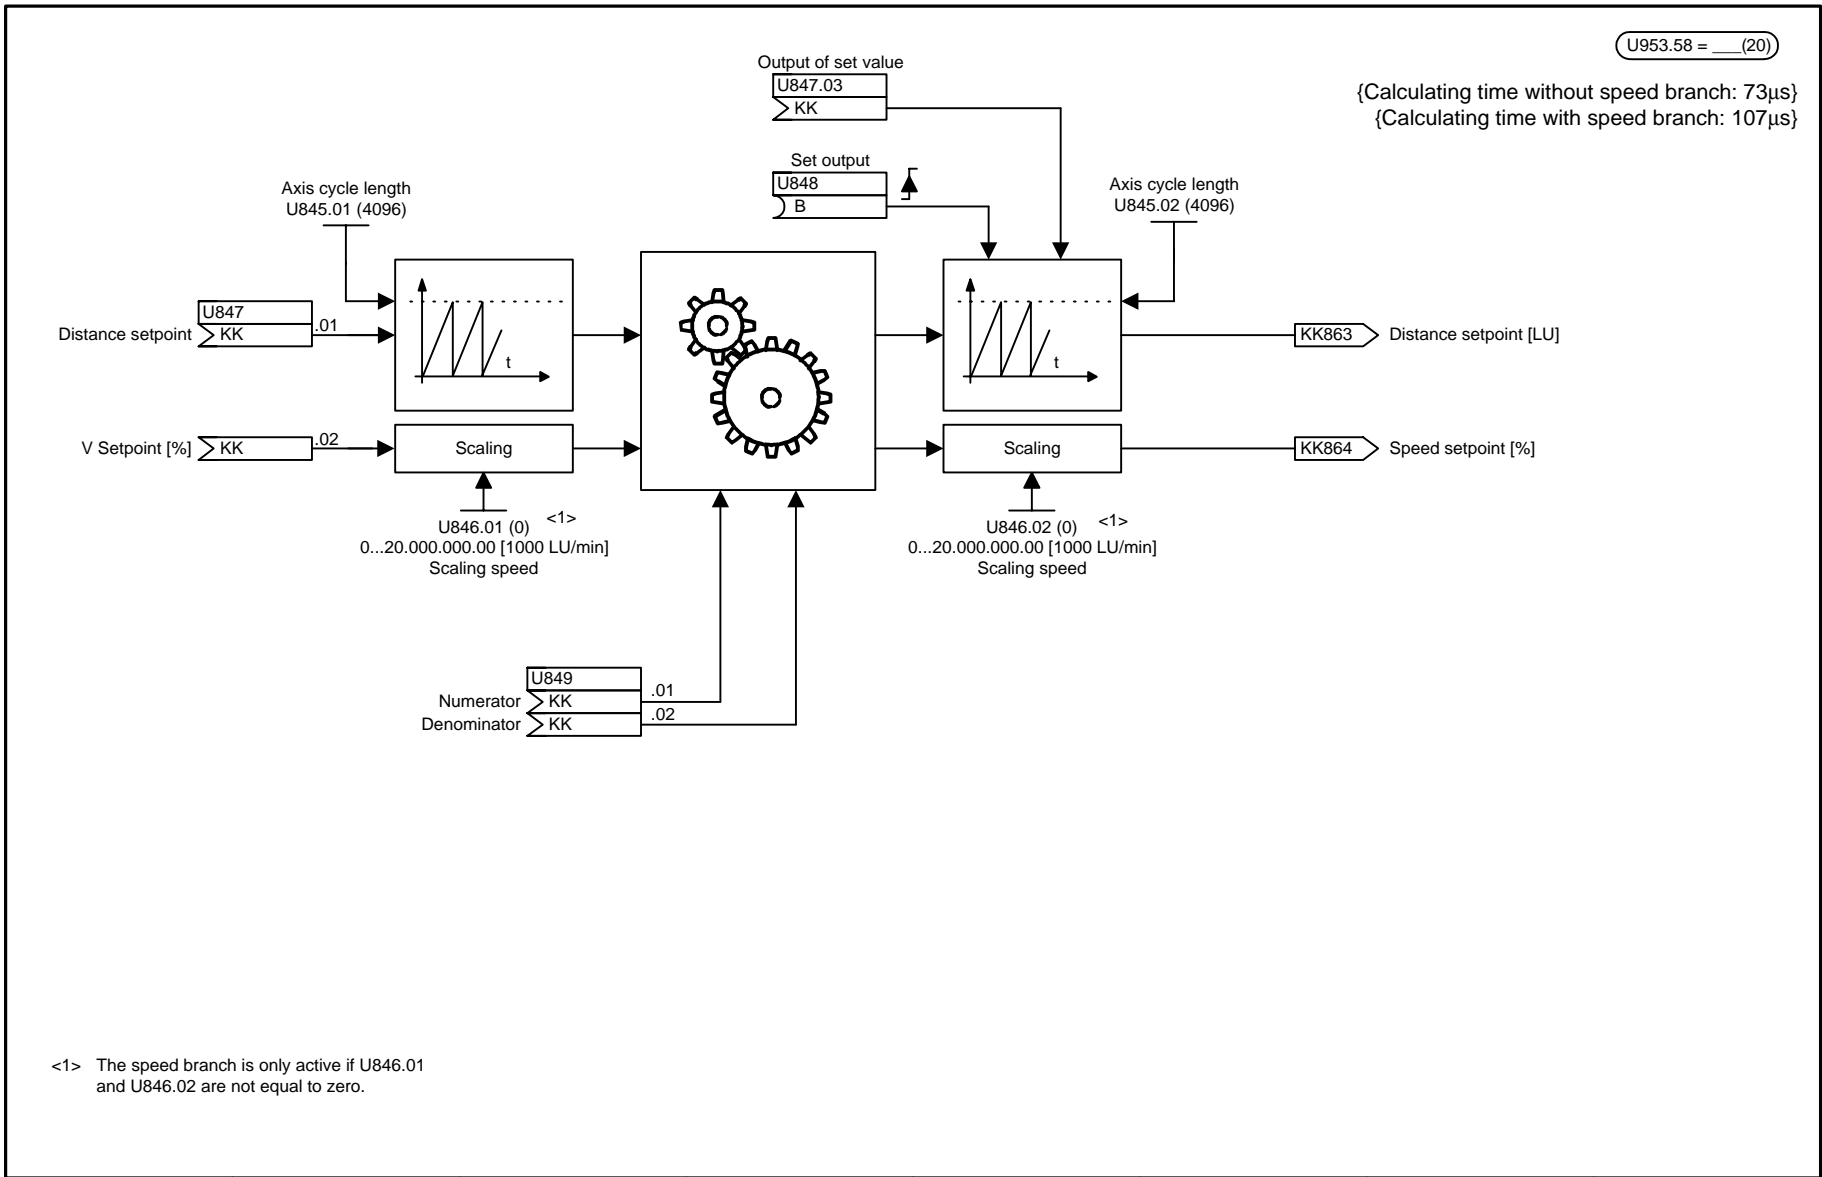 U953.58 = ___(20)
{Calculating time without speed branch: 73µs}
{Calculating time with speed branch: 107µs}
Output of set value
U847.03
KK
Set output
U848
B
Axis cycle length
U845.01 (4096)
Axis cycle length
U845.02 (4096)
U847
Distance setpoint KK .01
t
t
KK863 Distance setpoint [LU]
V Setpoint [%] KK .02
Scaling
Scaling
KK864 Speed setpoint [%]
U846.01 (0) <1>
0...20.000.000.00 [1000 LU/min]
Scaling speed
U846.02 (0) <1>
0...20.000.000.00 [1000 LU/min]
Scaling speed
U849
Numerator KK .01
Denominator KK .02
<1> The speed branch is only active if U846.01
and U846.02 are not equal to zero.